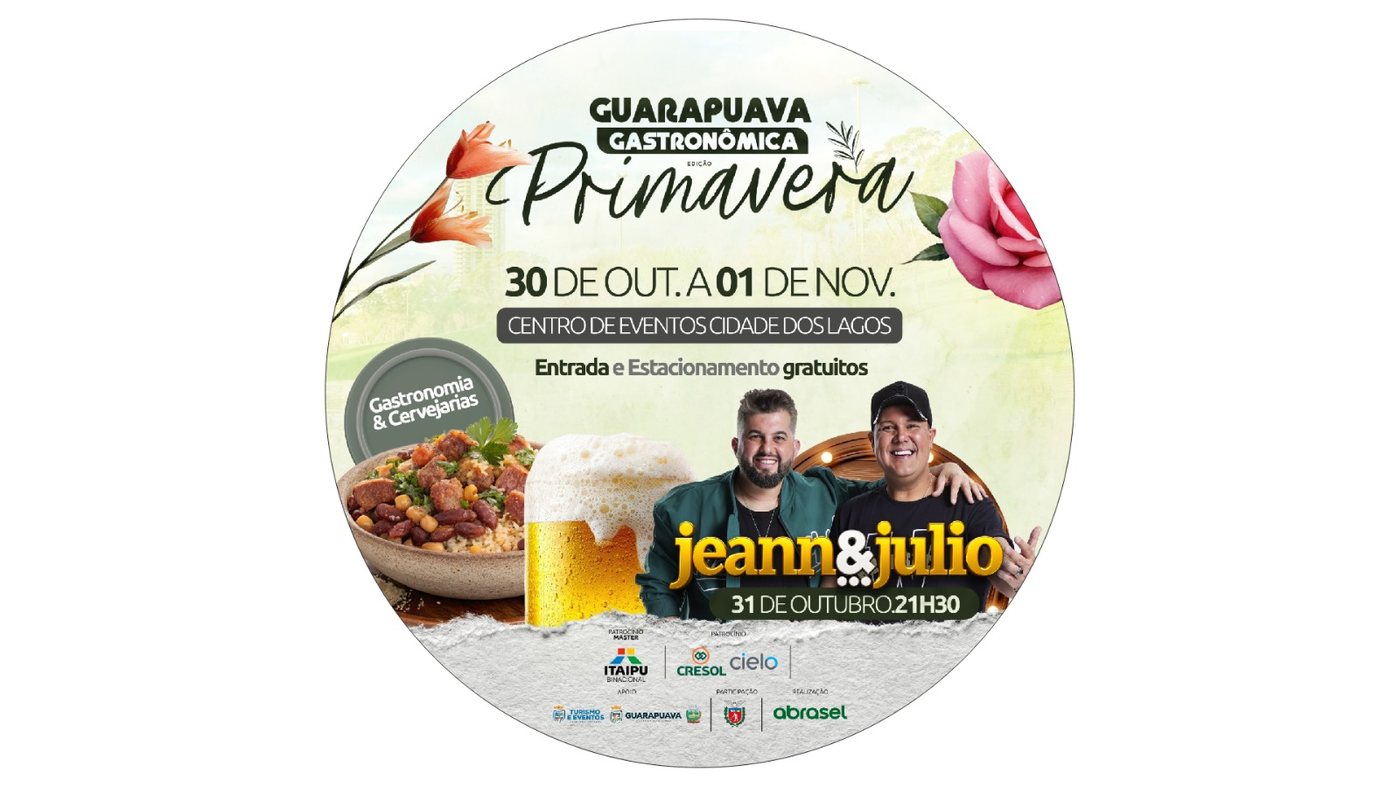 GUARAPUAVA
GASTRONÔMICA
EDIÇÃO
Primavera
30 DE OUT. A 01 DE NOV.
CENTRO DE EVENTOS CIDADE DOS LAGOS
Entrada e Estacionamento gratuitos
Gastronomia
& Cervejarias
jeann&julio
31 DE OUTUBRO.21H30
PATROCÍNIO
MASTER
PATROCÍNIO
ITAIPU
BINACIONAL
CRESOL
cielo
APOIO
PARTICIPAÇÃO
REALIZAÇÃO
TURISMO
E EVENTOS
GUARAPUAVA
abrasel